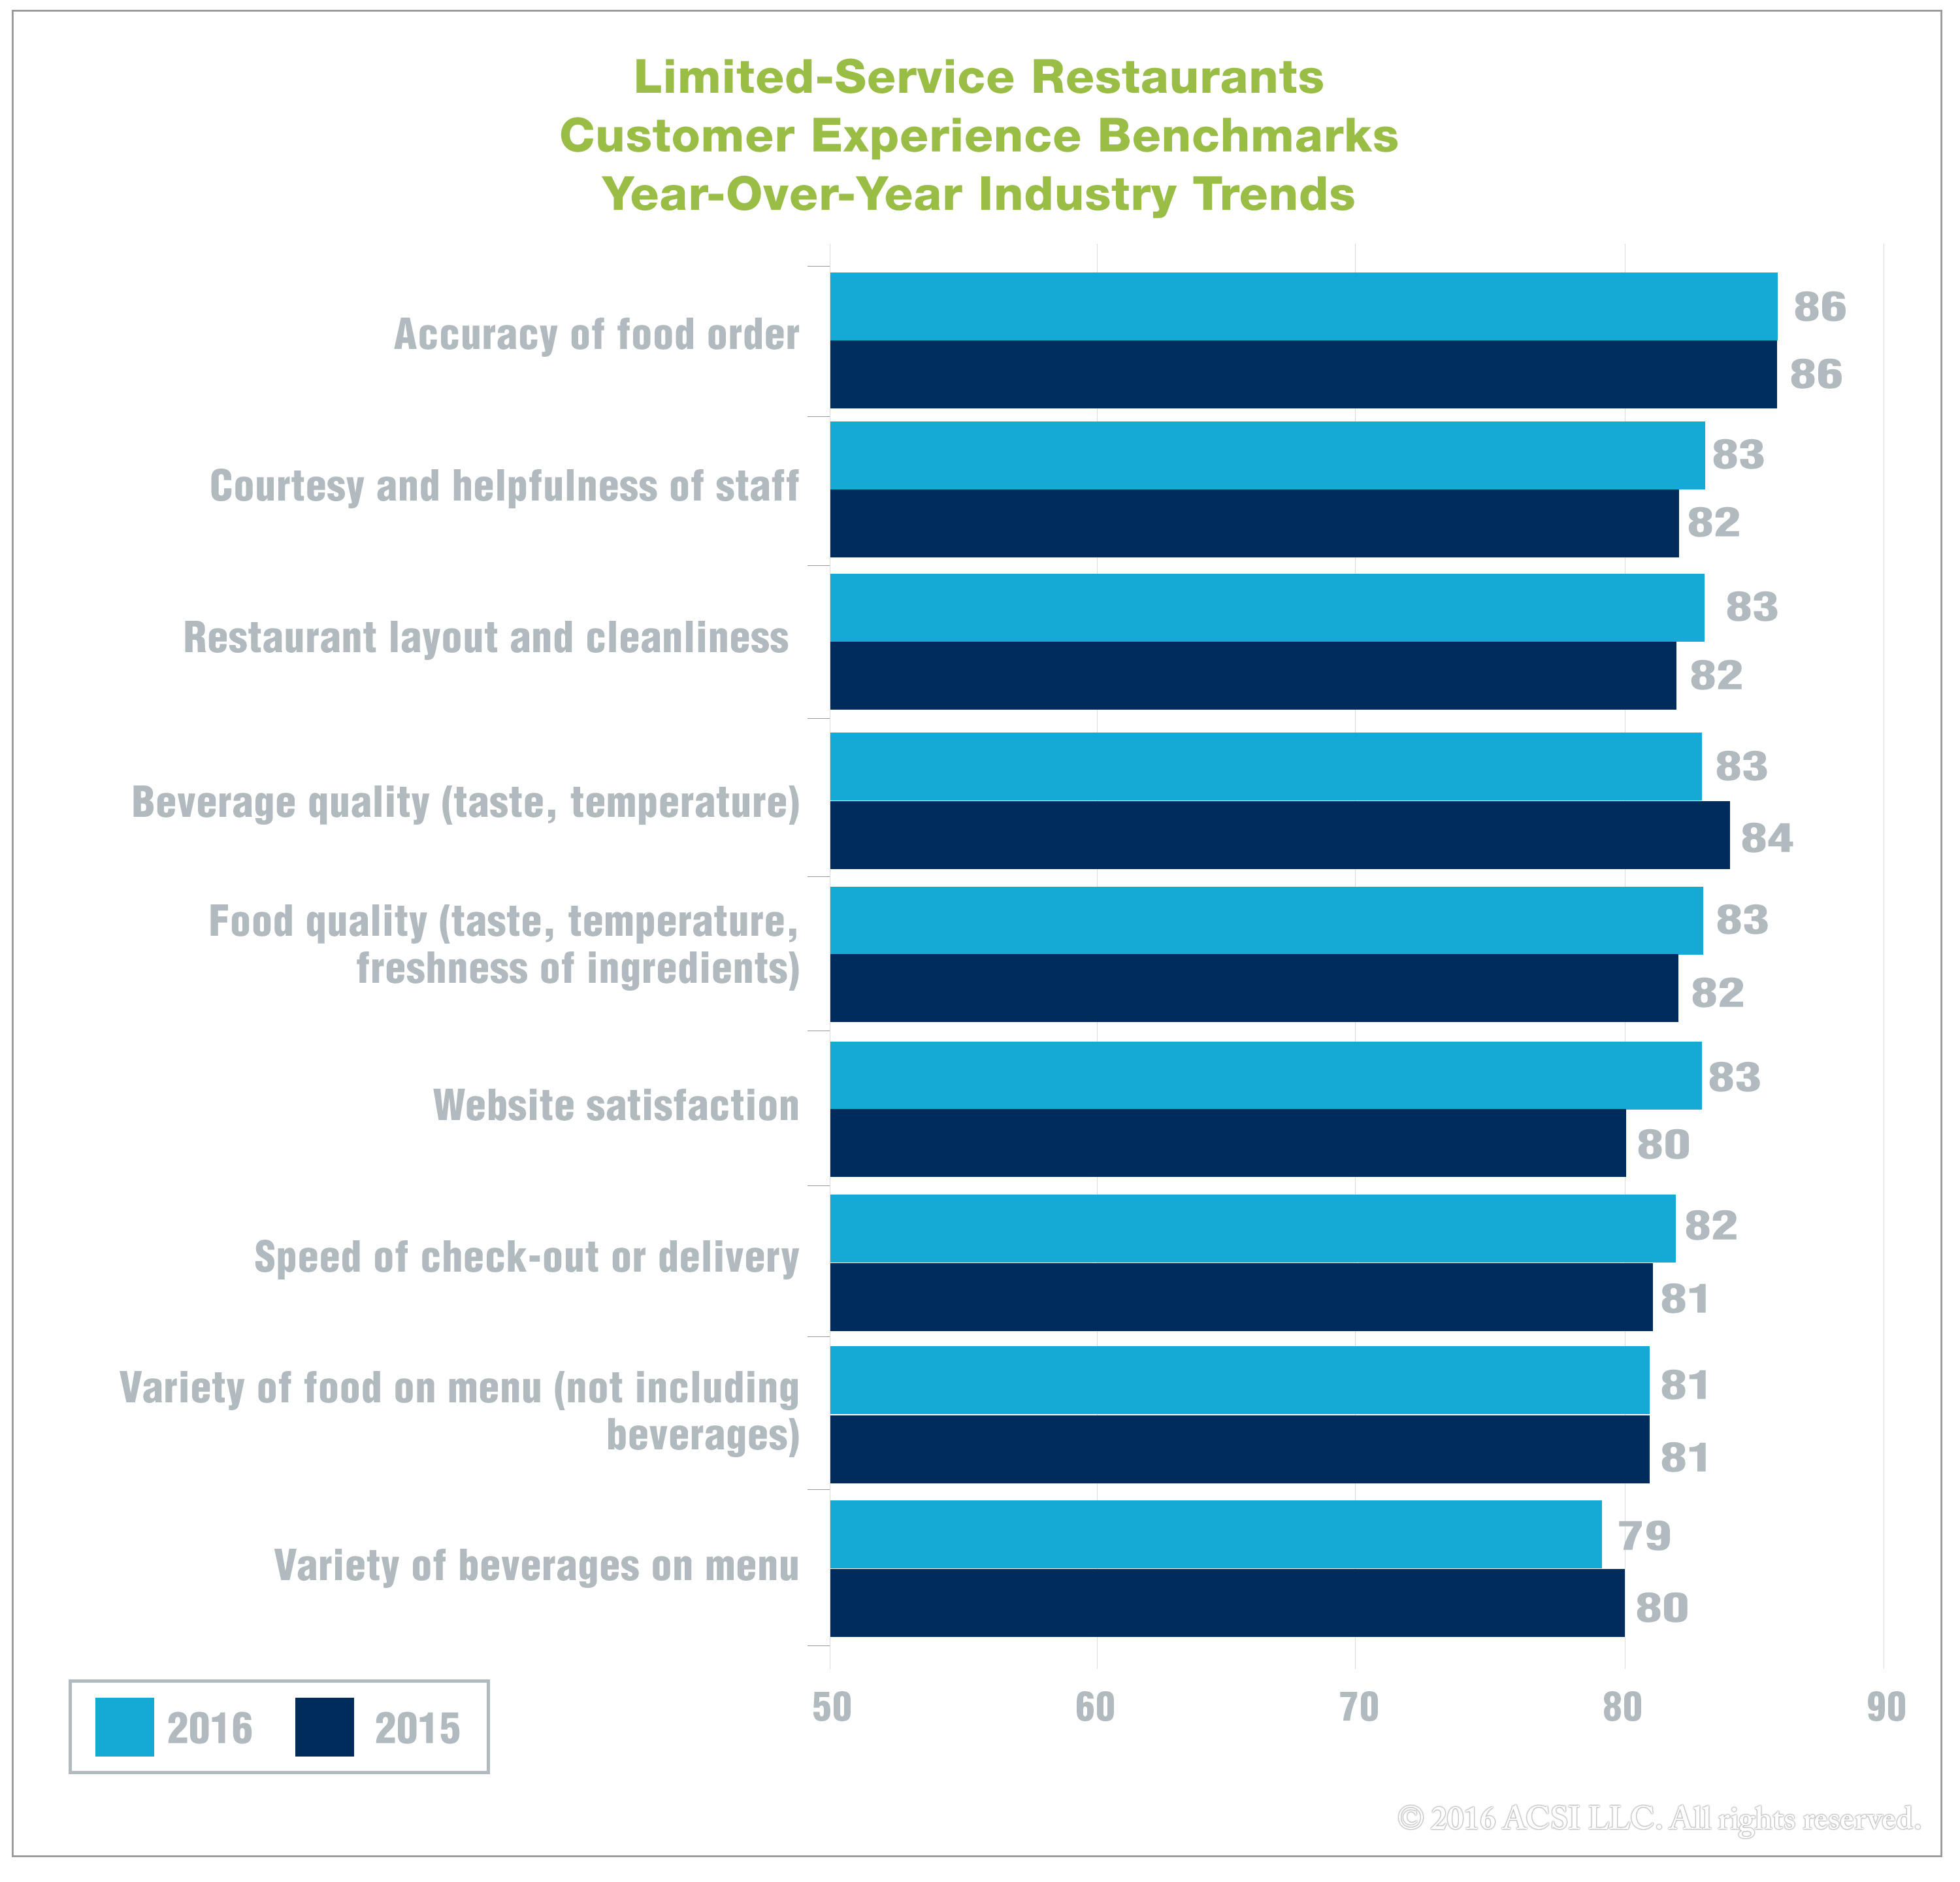 Limited-Service Restaurants
Customer Experience Benchmarks
Year-Over-Year Industry Trends
Accuracy of food order
86
86
Courtesy and helpfulness of staff
83
82
Restaurant layout and cleanliness
83
82
Beverage quality (taste, temperature)
83
84
Food quality (taste, temperature,
freshness of ingredients)
83
82
Website satisfaction
83
80
Speed of check-out or delivery
82
81
Variety of food on menu (not including
beverages)
81
81
Variety of beverages on menu
79
80
50 60 70 80 90
2016 2015
© 2016 ACSI LLC. All rights reserved.